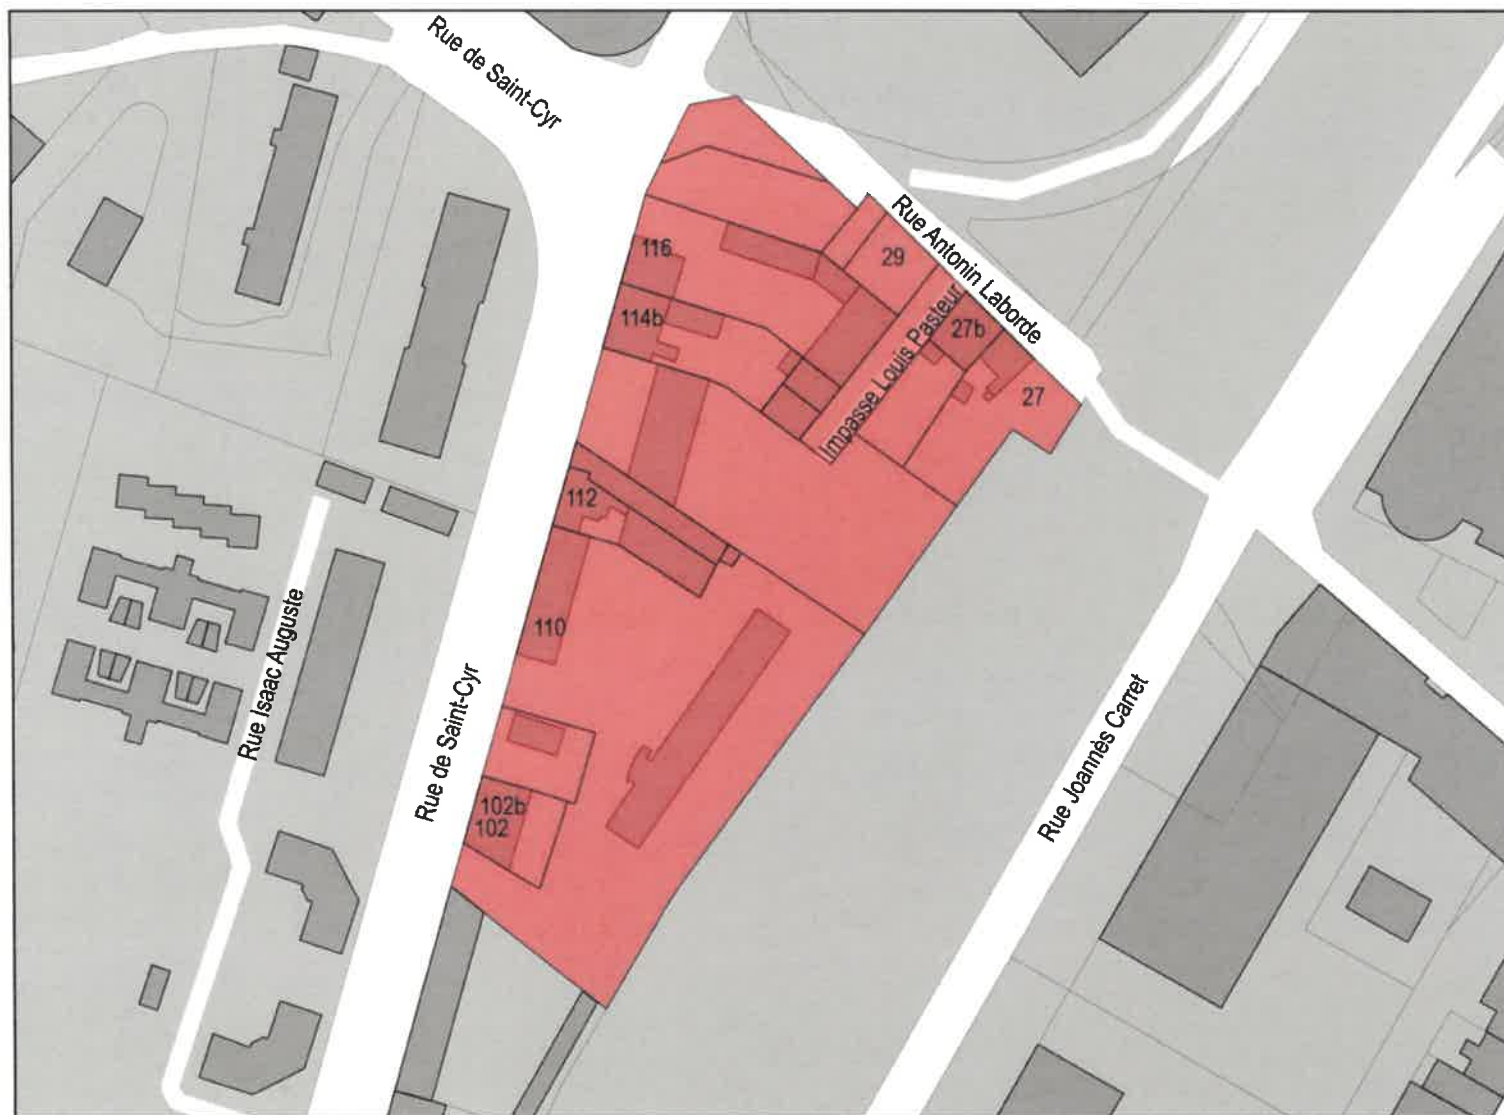 Rue de Saint-Cyr
Rue Antonin Laborde
116
29
114b
Impasse Louis Pasteur
27b
27
112
110
Rue Isaac Auguste
Rue de Saint-Cyr
102b
102
Rue Joannès Carret